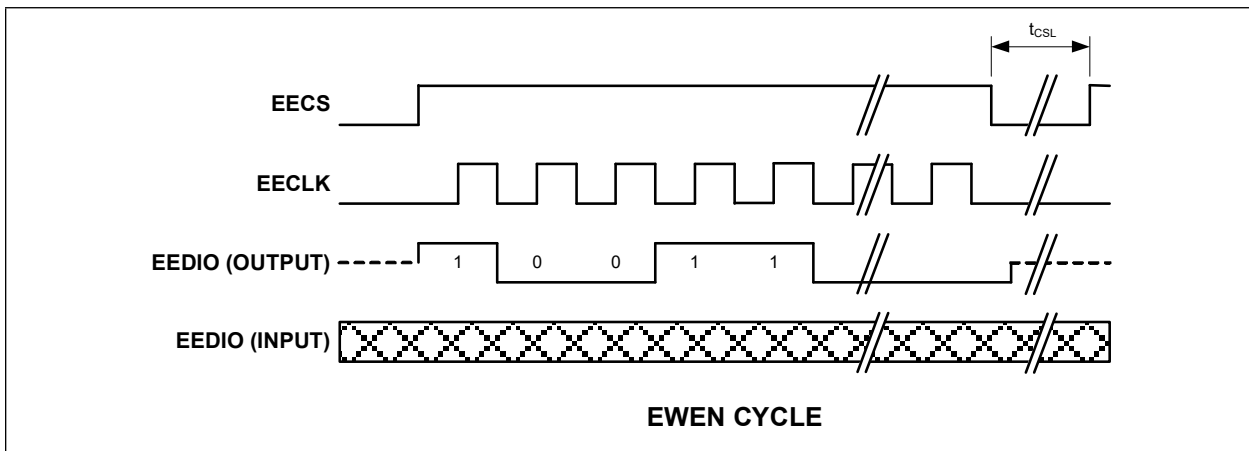 tCSL
EECS
EECLK
EEDIO (OUTPUT) 1 0 0 1 1
EEDIO (INPUT)
EWEN CYCLE